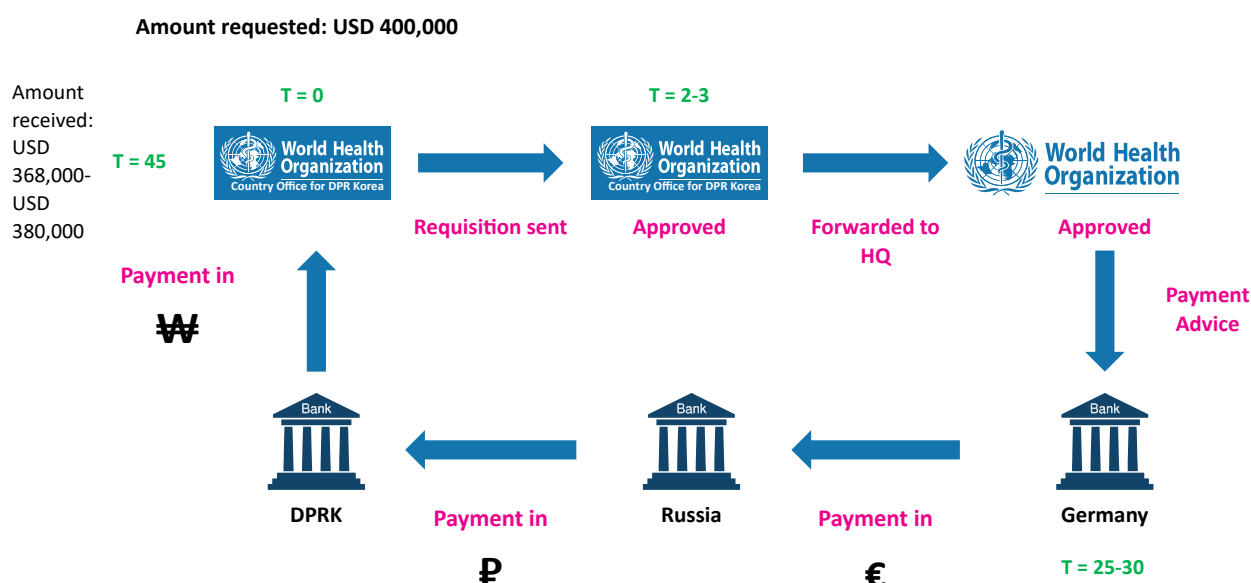 Amount requested: USD 400,000
Amount
received:
USD
368,000-
USD
380,000
T = 45
T = 0
World Health
Organization
Country Office for DPR Korea
T = 2-3
World Health
Organization
Country Office for DPR Korea
World Health
Organization
Requisition sent
Approved
Forwarded to
HQ
Approved
Payment in
₩
Payment
Advice
Bank
DPRK
Bank
Russia
Bank
Germany
Payment in
₽
Payment in
€
T = 25-30